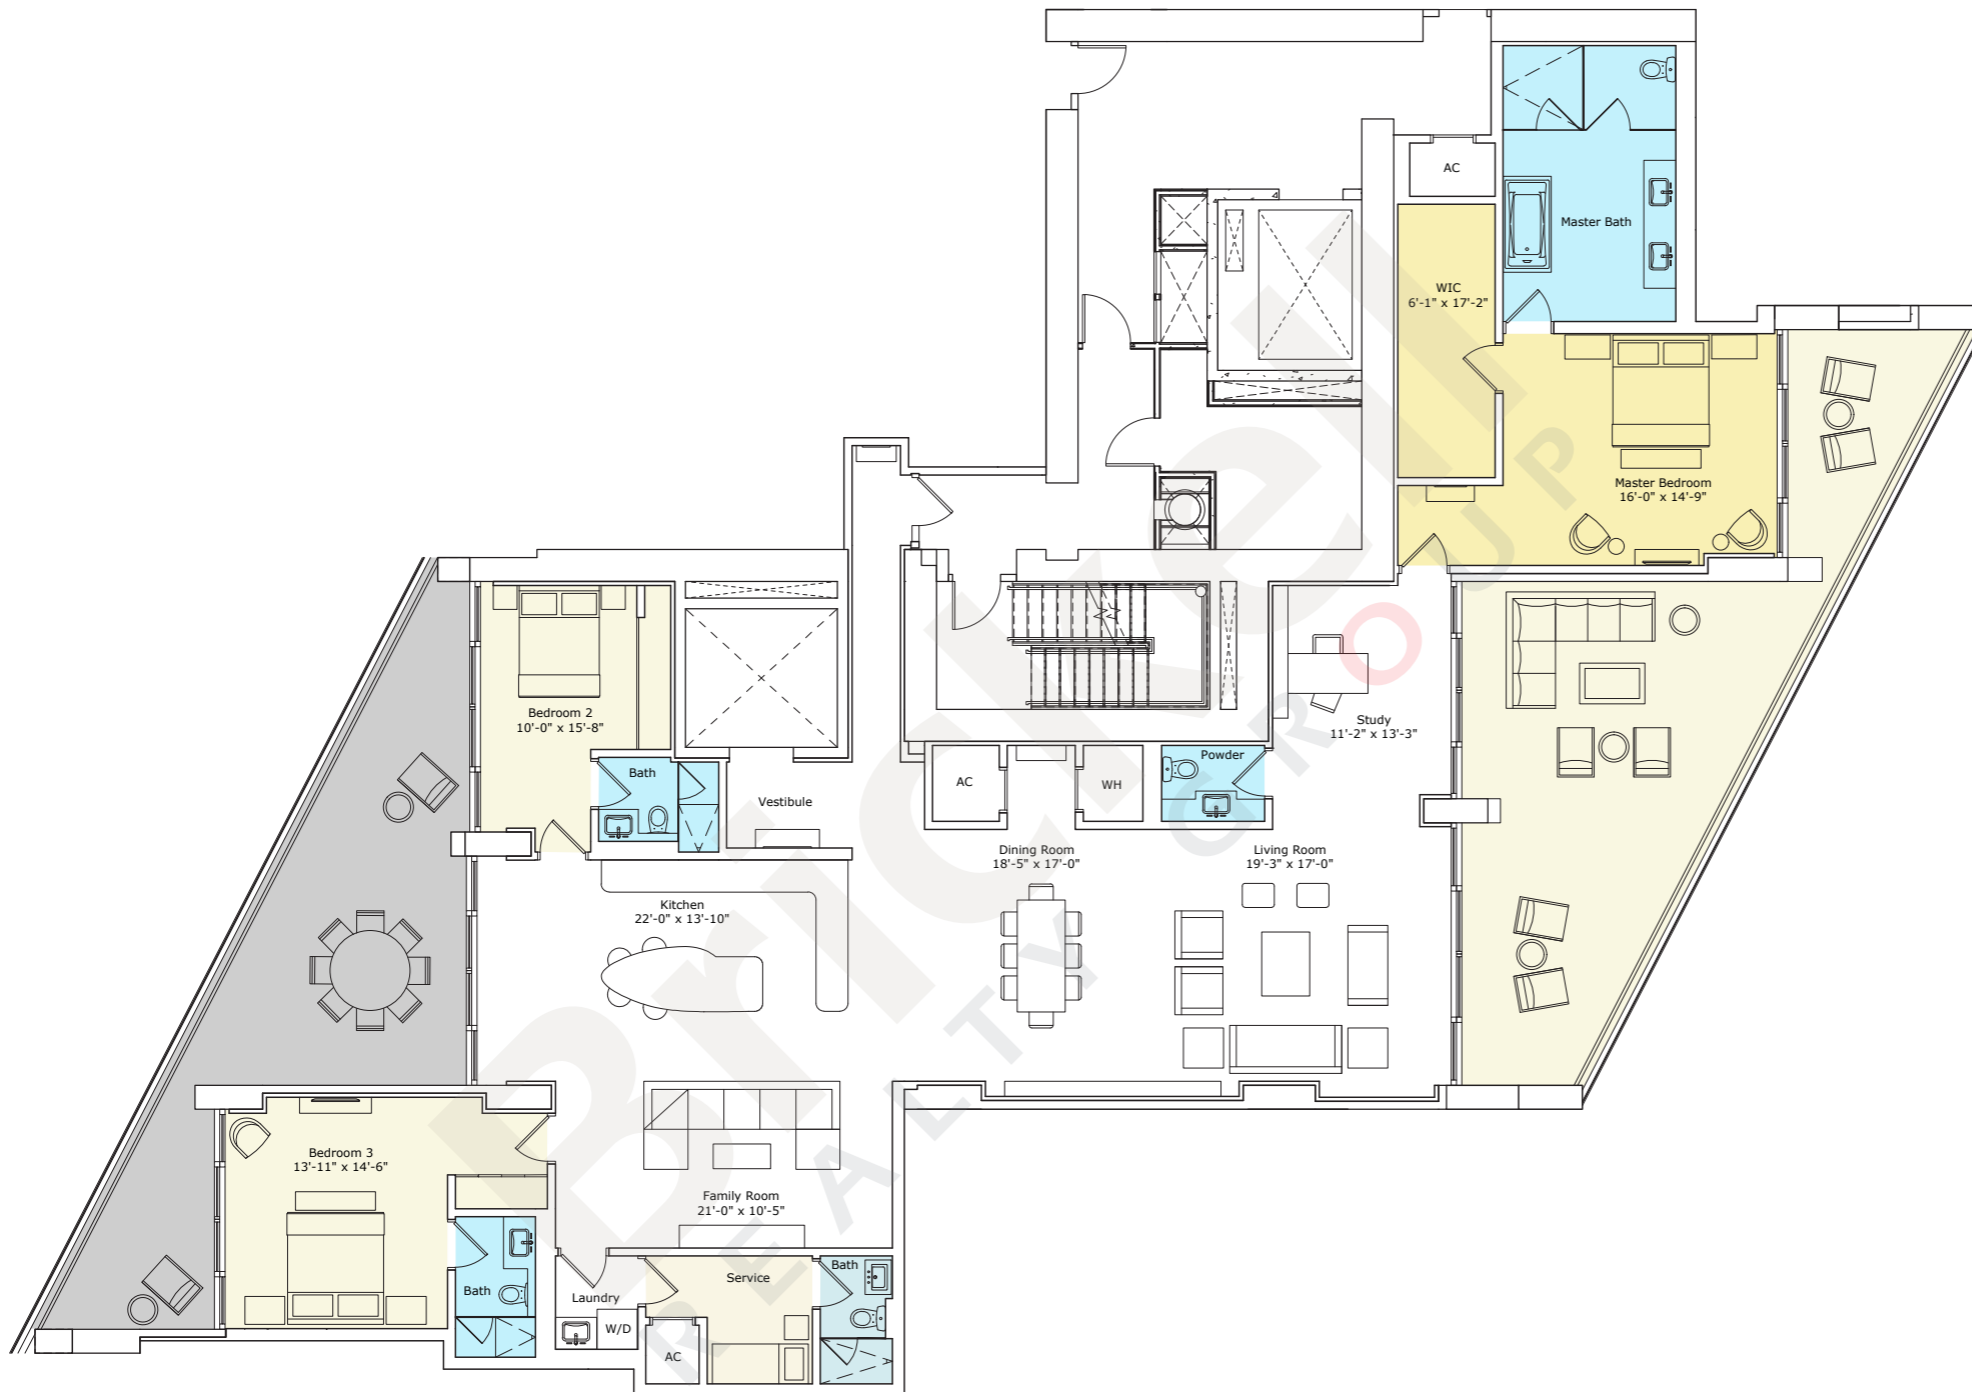 AC
Master Bath
WIC
6'-1" x 17'-2"
Master Bedroom
16'-0" x 14'-9"
Bedroom 2
10'-0" x 15'-8"
Study
11'-2" x 13'-3"
Bath
Vestibule
AC
WH
Powder
Dining Room
18'-5" x 17'-0"
Living Room
19'-3" x 17'-0"
Kitchen
22'-0" x 13'-10"
Bedroom 3
13'-11" x 14'-6"
Family Room
21'-0" x 10'-5"
Bath
Laundry
W/D
Service
AC
Bath
Brickell
REALTY GROUP